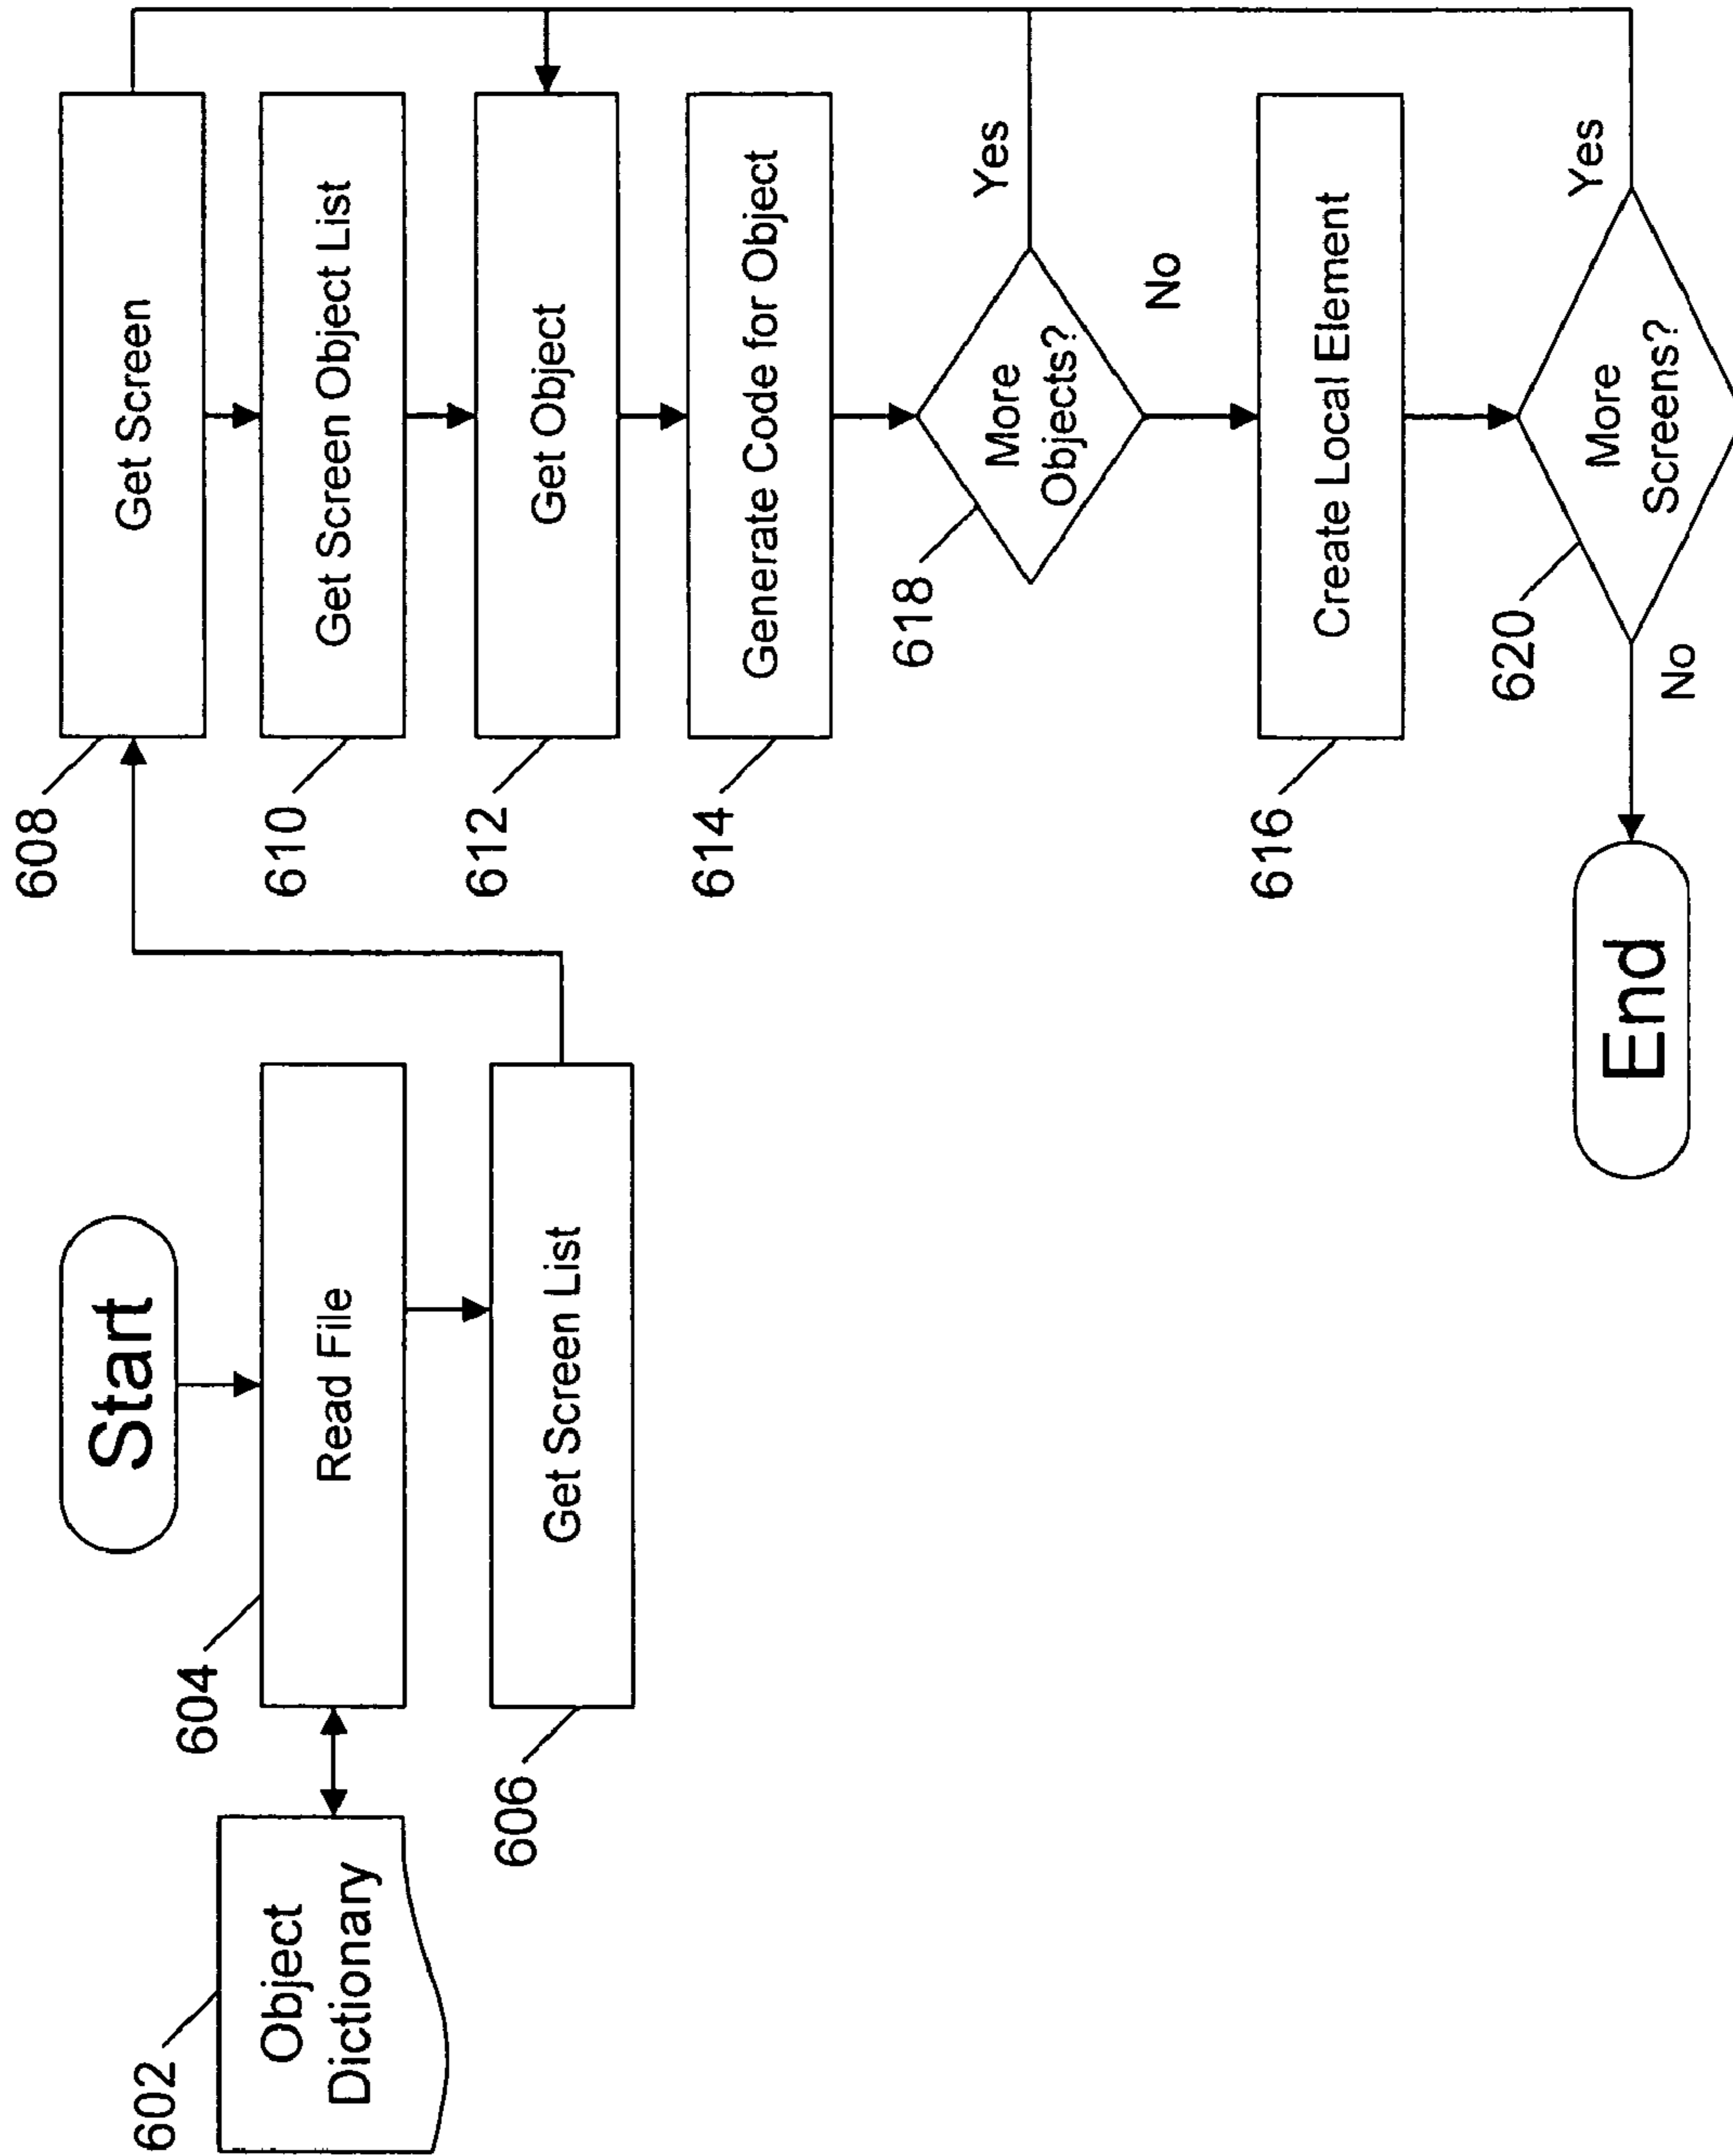 Start
602
Object
Dictionary
604
Read File
606
Get Screen List
608
Get Screen
610
Get Screen Object List
612
Get Object
614
Generate Code for Object
618
More
Objects?
Yes
No
616
Create Local Element
620
More
Screens?
Yes
No
End